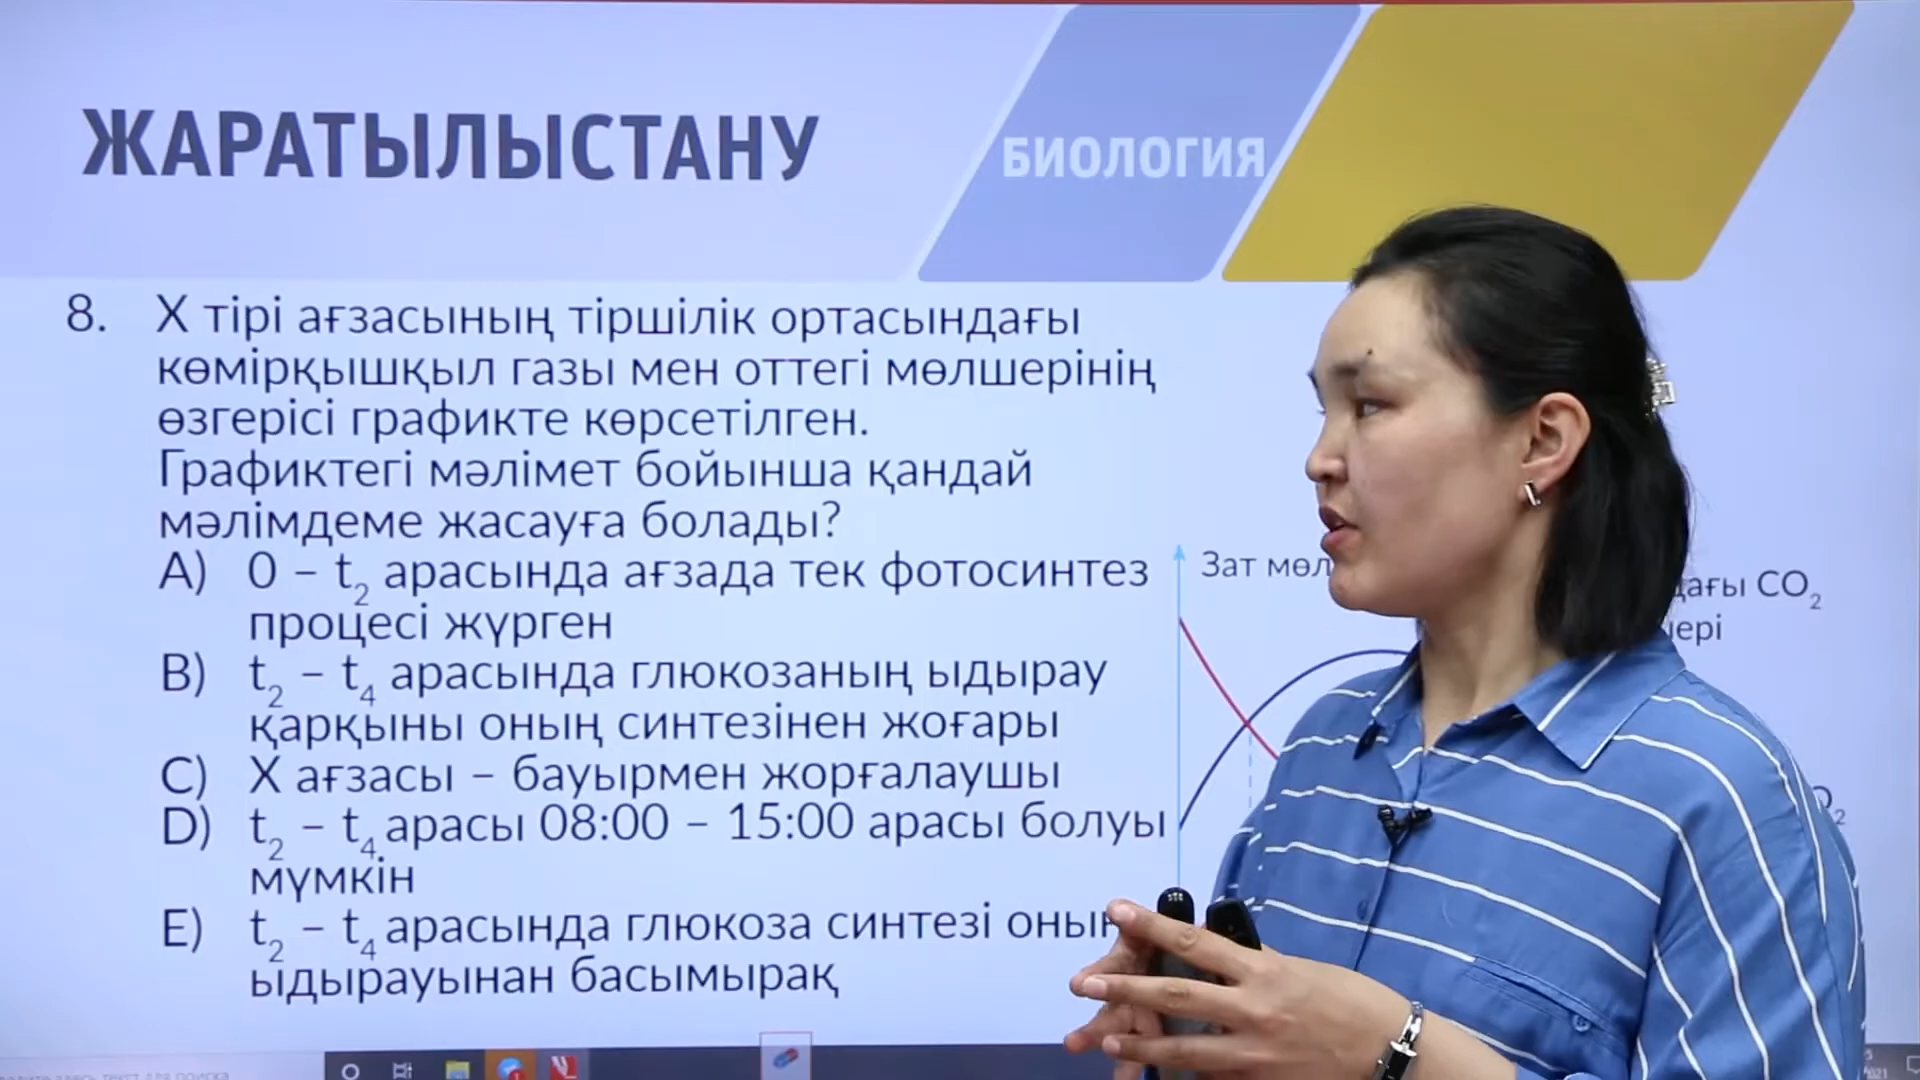 ЖАРАТЫЛЫСТАНУ
БИОЛОГИЯ
8. X тірі ағзасының тіршілік ортасындағы
көмірқышқыл газы мен оттегі мөлшерінің
өзгерісі графикте көрсетілген.
Графиктегі мәлімет бойынша қандай
мәлімдеме жасауға болады?
A) 0 – t₂ арасында ағзада тек фотосинтез
процесі жүрген
B) t₂ – t₄ арасында глюкозаның ыдырау
қарқыны оның синтезінен жоғары
C) X ағзасы – бауырмен жорғалаушы
D) t₂ – t₄ арасы 08:00 – 15:00 арасы болуы
мүмкін
E) t₂ – t₄ арасында глюкоза синтезі оның
ыдырауынан басымырақ
Зат
CO₂